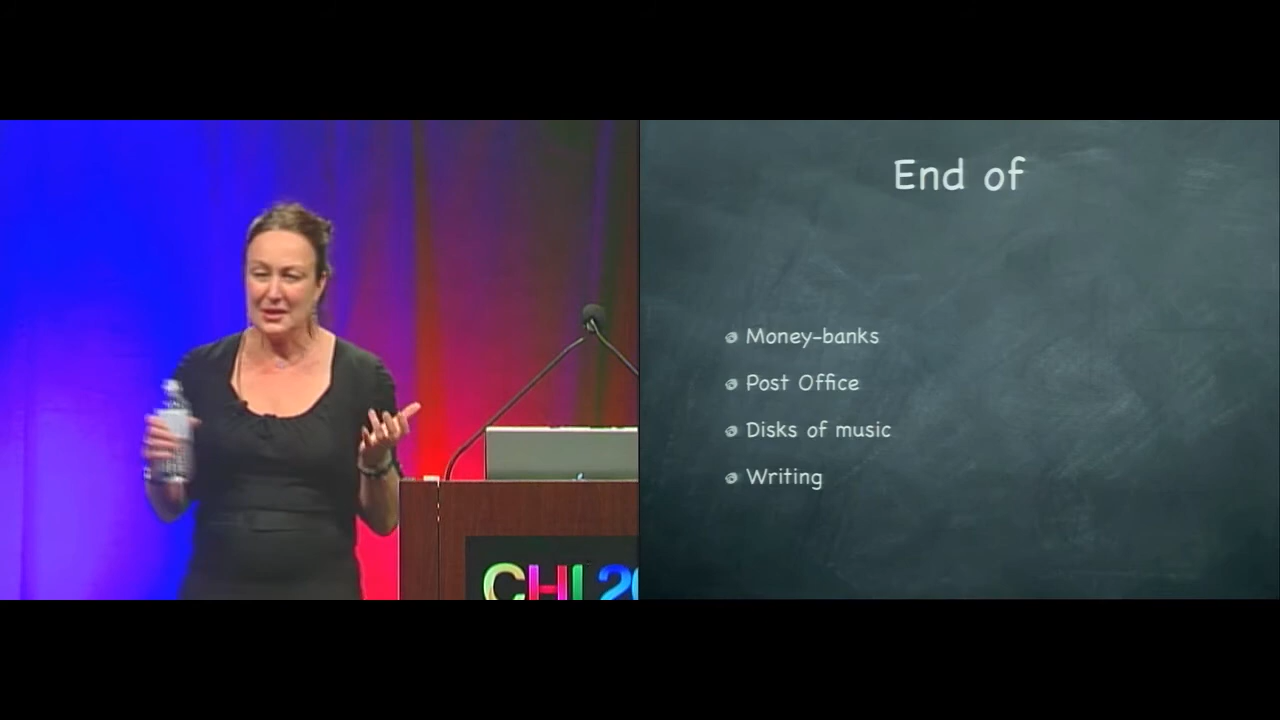 CHI 20
End of
Money-banks
Post Office
Disks of music
Writing